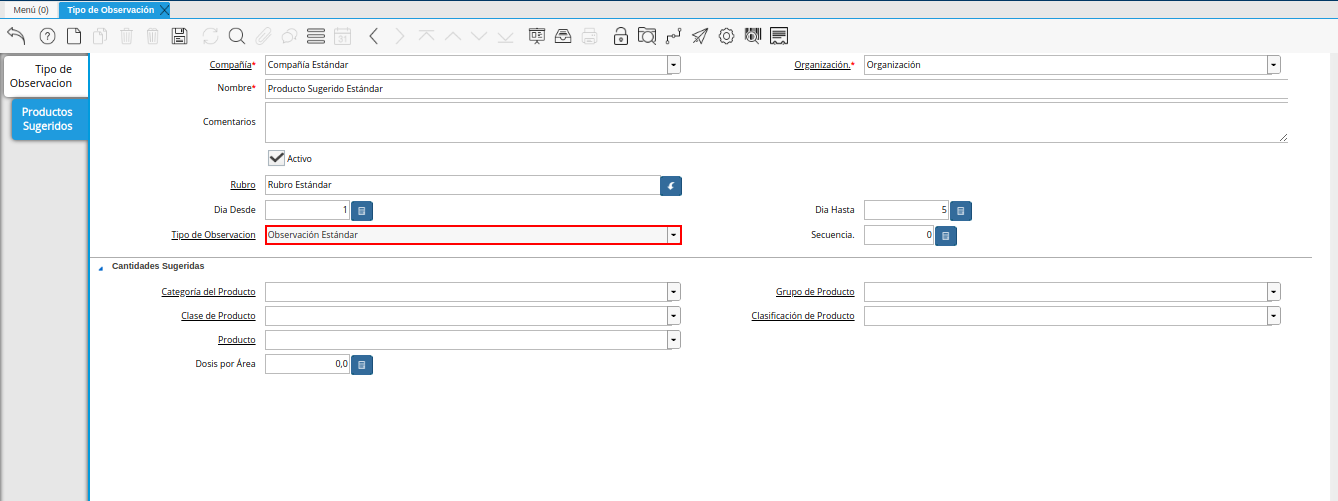 Menú (0) Tipo de Observación
31
Tipo de
Observacion
Productos
Sugeridos
Compañía* Compañía Estándar Organización.* Organización
Nombre* Producto Sugerido Estándar
Comentarios
Activo
Rubro Rubro Estándar
Dia Desde 1 Dia Hasta 5
Tipo de Observacion Observación Estándar Secuencia. 0
Cantidades Sugeridas
Categoría del Producto Grupo de Producto
Clase de Producto Clasificación de Producto
Producto
Dosis por Área 0,0